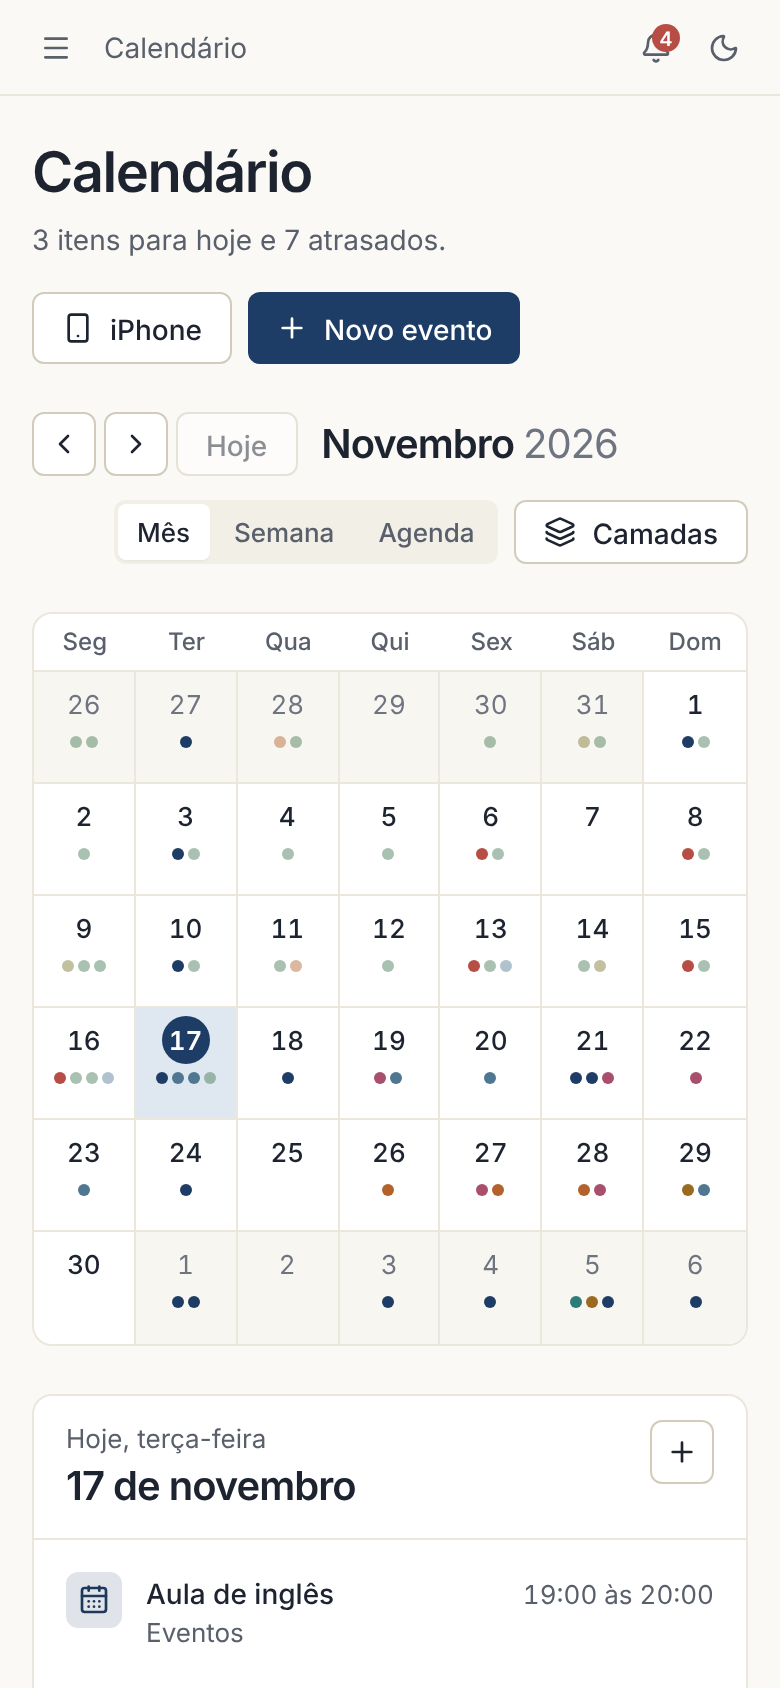 Calendário
4
Calendário
3 itens para hoje e 7 atrasados.
iPhone
Novo evento
Hoje
Novembro 2026
Mês Semana Agenda
Camadas
Seg Ter Qua Qui Sex Sáb Dom
26 27 28 29 30 31 1
2 3 4 5 6 7 8
9 10 11 12 13 14 15
16 17 18 19 20 21 22
23 24 25 26 27 28 29
30 1 2 3 4 5 6
Hoje, terça-feira
17 de novembro
Aula de inglês 19:00 às 20:00
Eventos